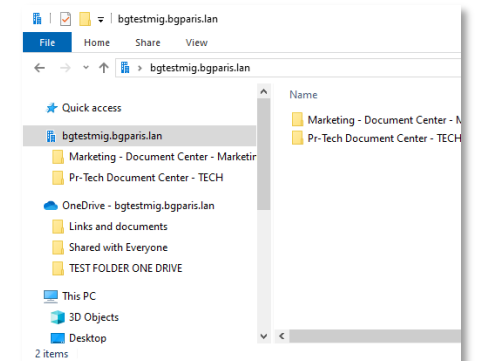 bgtestmig.bgparis.lan
File Home Share View
bgtestmig.bgparis.lan
Quick access
bgtestmig.bgparis.lan
Marketing - Document Center - Marketin
Pr-Tech Document Center - TECH
OneDrive - bgtestmig.bgparis.lan
Links and documents
Shared with Everyone
TEST FOLDER ONE DRIVE
This PC
3D Objects
Desktop
2 items
Name
Marketing - Document Center -
Pr-Tech Document Center - TECH